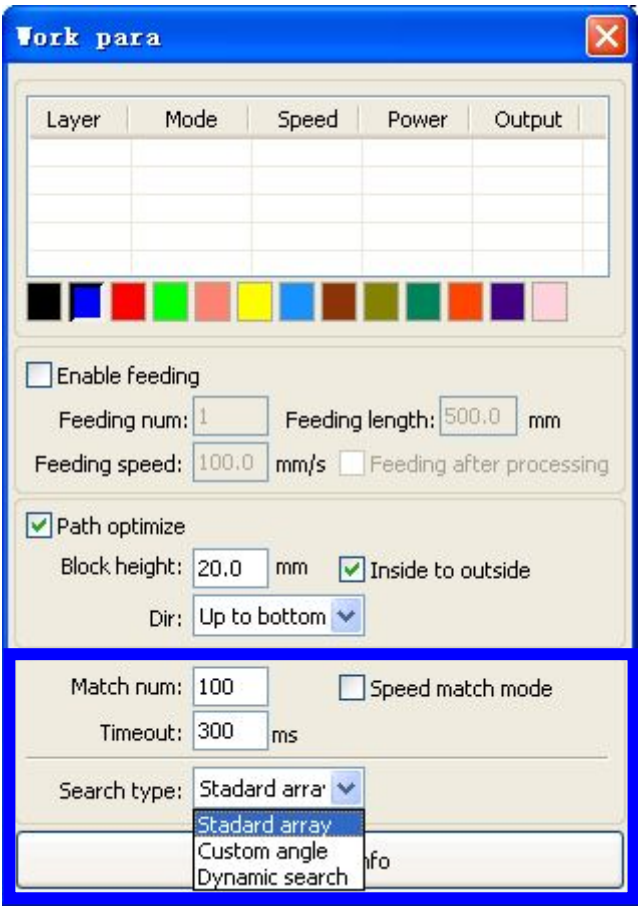 Work para
Layer Mode Speed Power Output
Enable feeding
Feeding num: 1 Feeding length: 500.0 mm
Feeding speed: 100.0 mm/s Feeding after processing
Path optimize
Block height: 20.0 mm Inside to outside
Dir: Up to bottom
Match num: 100 Speed match mode
Timeout: 300 ms
Search type: Stadard arra
Stadard array
Custom angle
Dynamic search